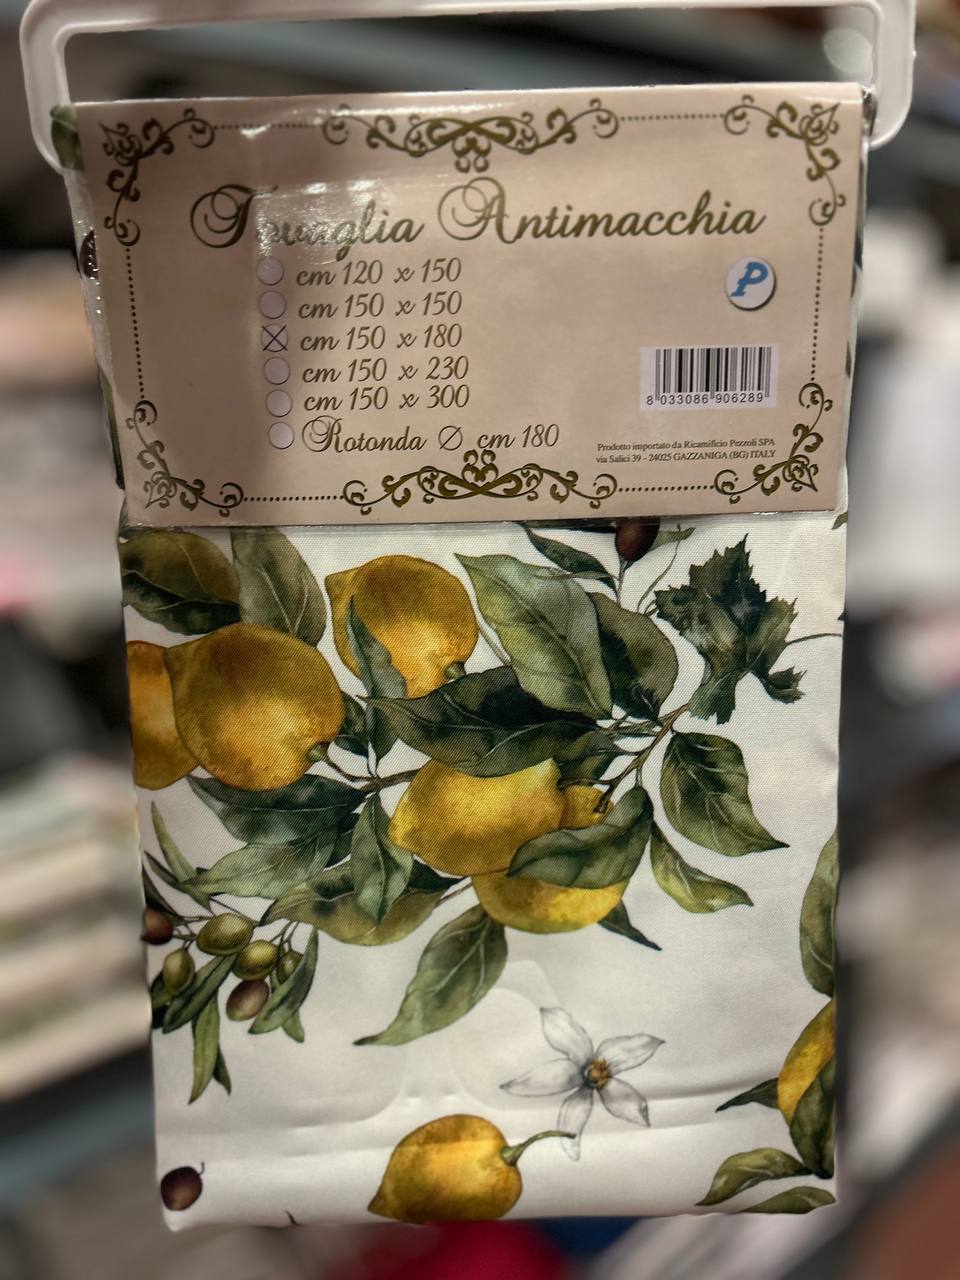 Tovaglia Antimacchia
cm 120 x 150
cm 150 x 150
cm 150 x 180
cm 150 x 230
cm 150 x 300
Rotonda Ø cm 180
P
8 033086 906289
Prodotto importato da Ricamificio Pezzoli SPA
via Salici 39 - 24025 GAZZANIGA (BG) ITALY